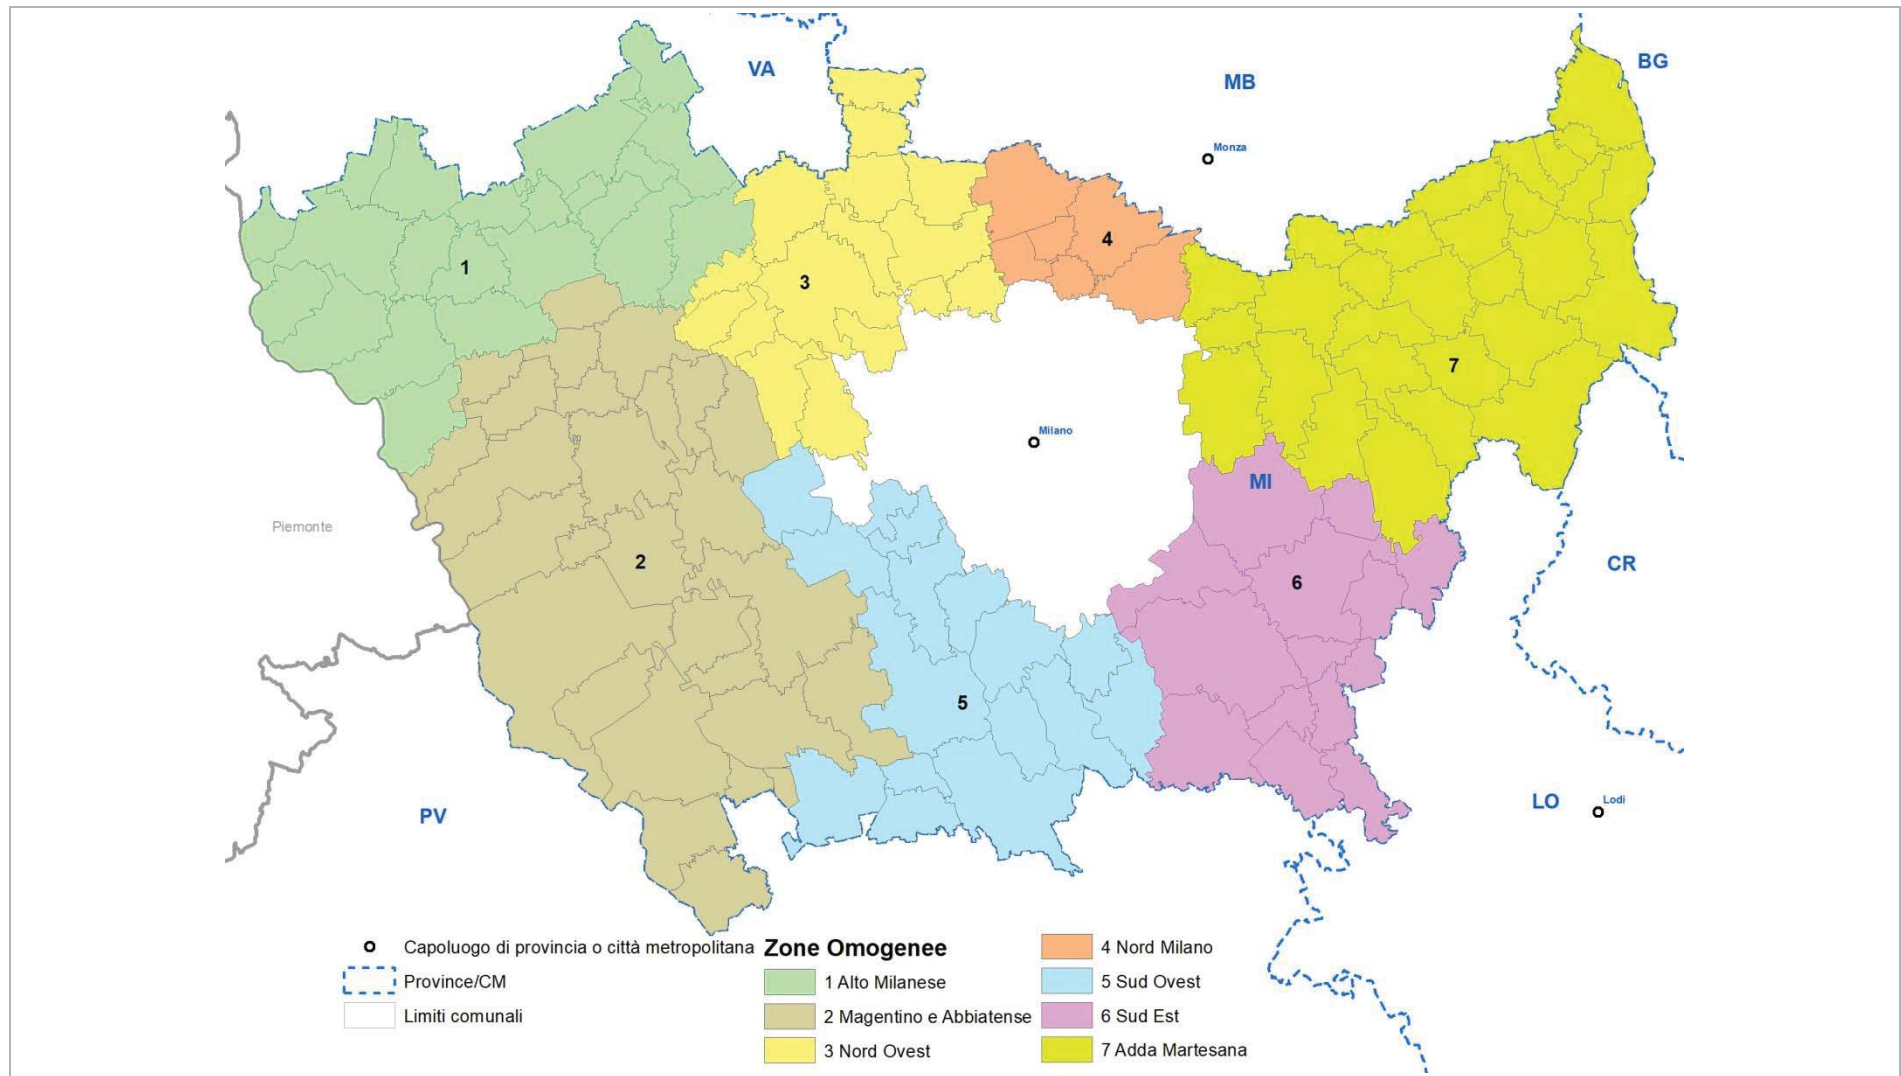 VA
MB
BG
Monza
1
3
4
7
Milano
MI
Piemonte
2
6
CR
5
PV
LO
Lodi
Capoluogo di provincia o città metropolitana
Province/CM
Limiti comunali
Zone Omogenee
1 Alto Milanese
2 Magentino e Abbiatense
3 Nord Ovest
4 Nord Milano
5 Sud Ovest
6 Sud Est
7 Adda Martesana